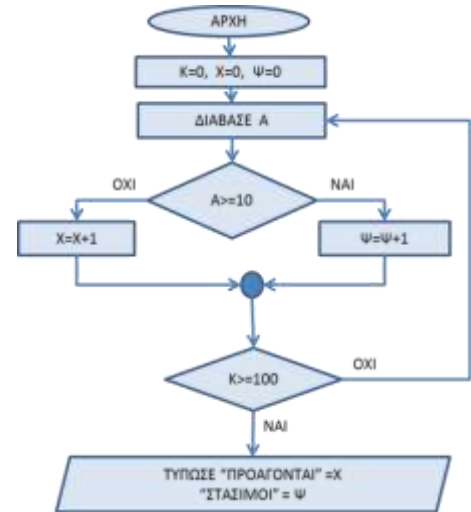 ΑΡΧΗ
Κ=0, Χ=0, Ψ=0
ΔΙΑΒΑΣΕ Α
ΟΧΙ
ΝΑΙ
Α>=10
Χ=Χ+1
Ψ=Ψ+1
ΟΧΙ
Κ>=100
ΝΑΙ
ΤΥΠΩΣΕ "ΠΡΟΑΓΟΝΤΑΙ" =Χ
"ΣΤΑΣΙΜΟΙ" = Ψ